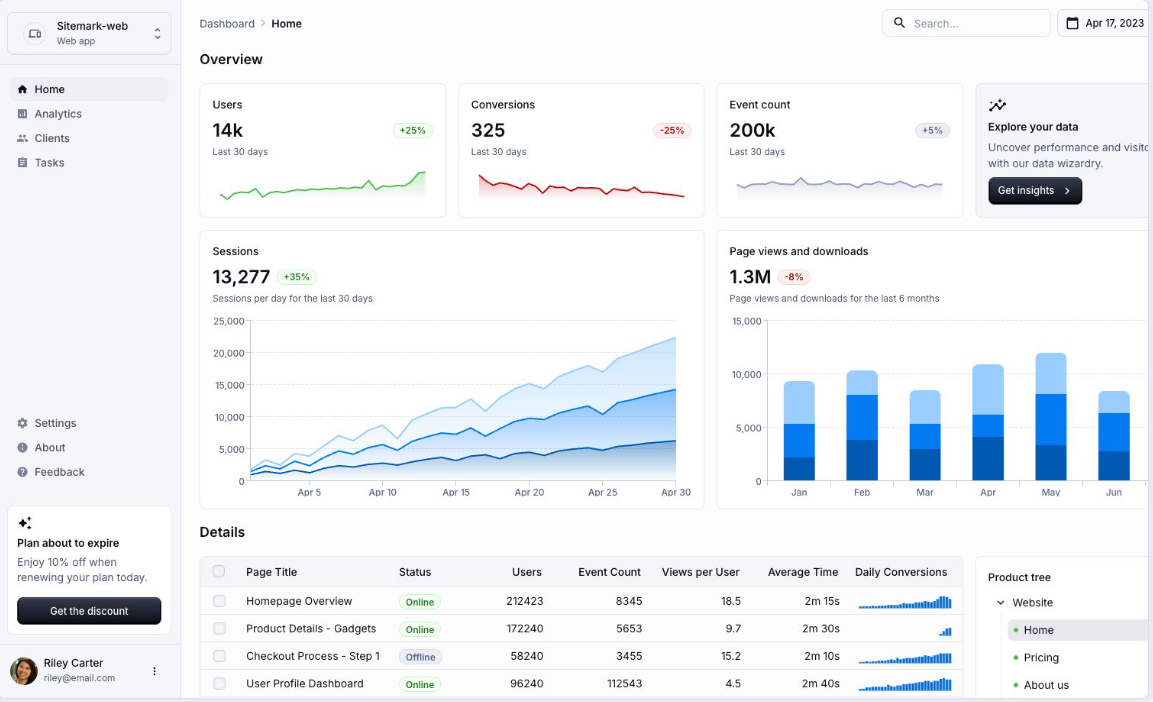 Sitemark-web
Web app
Home
Analytics
Clients
Tasks
Settings
About
Feedback
Plan about to expire
Enjoy 10% off when
renewing your plan today.
Get the discount
Riley Carter
riley@email.com
Dashboard > Home
Search...
Apr 17, 2023
Overview
Users
14k
+25%
Last 30 days
Conversions
325
-25%
Last 30 days
Event count
200k
+5%
Last 30 days
Explore your data
Uncover performance and visito
with our data wizardry.
Get insights
Sessions
13,277 +35%
Sessions per day for the last 30 days
25,000
20,000
15,000
10,000
5,000
0
Apr 5 Apr 10 Apr 15 Apr 20 Apr 25 Apr 30
Page views and downloads
1.3M -8%
Page views and downloads for the last 6 months
15,000
10,000
5,000
0
Jan Feb Mar Apr May Jun
Details
Page Title Status Users Event Count Views per User Average Time Daily Conversions
Homepage Overview Online 212423 8345 18.5 2m 15s
Product Details - Gadgets Online 172240 5653 9.7 2m 30s
Checkout Process - Step 1 Offline 58240 3455 15.2 2m 10s
User Profile Dashboard Online 96240 112543 4.5 2m 40s
Product tree
Website
Home
Pricing
About us